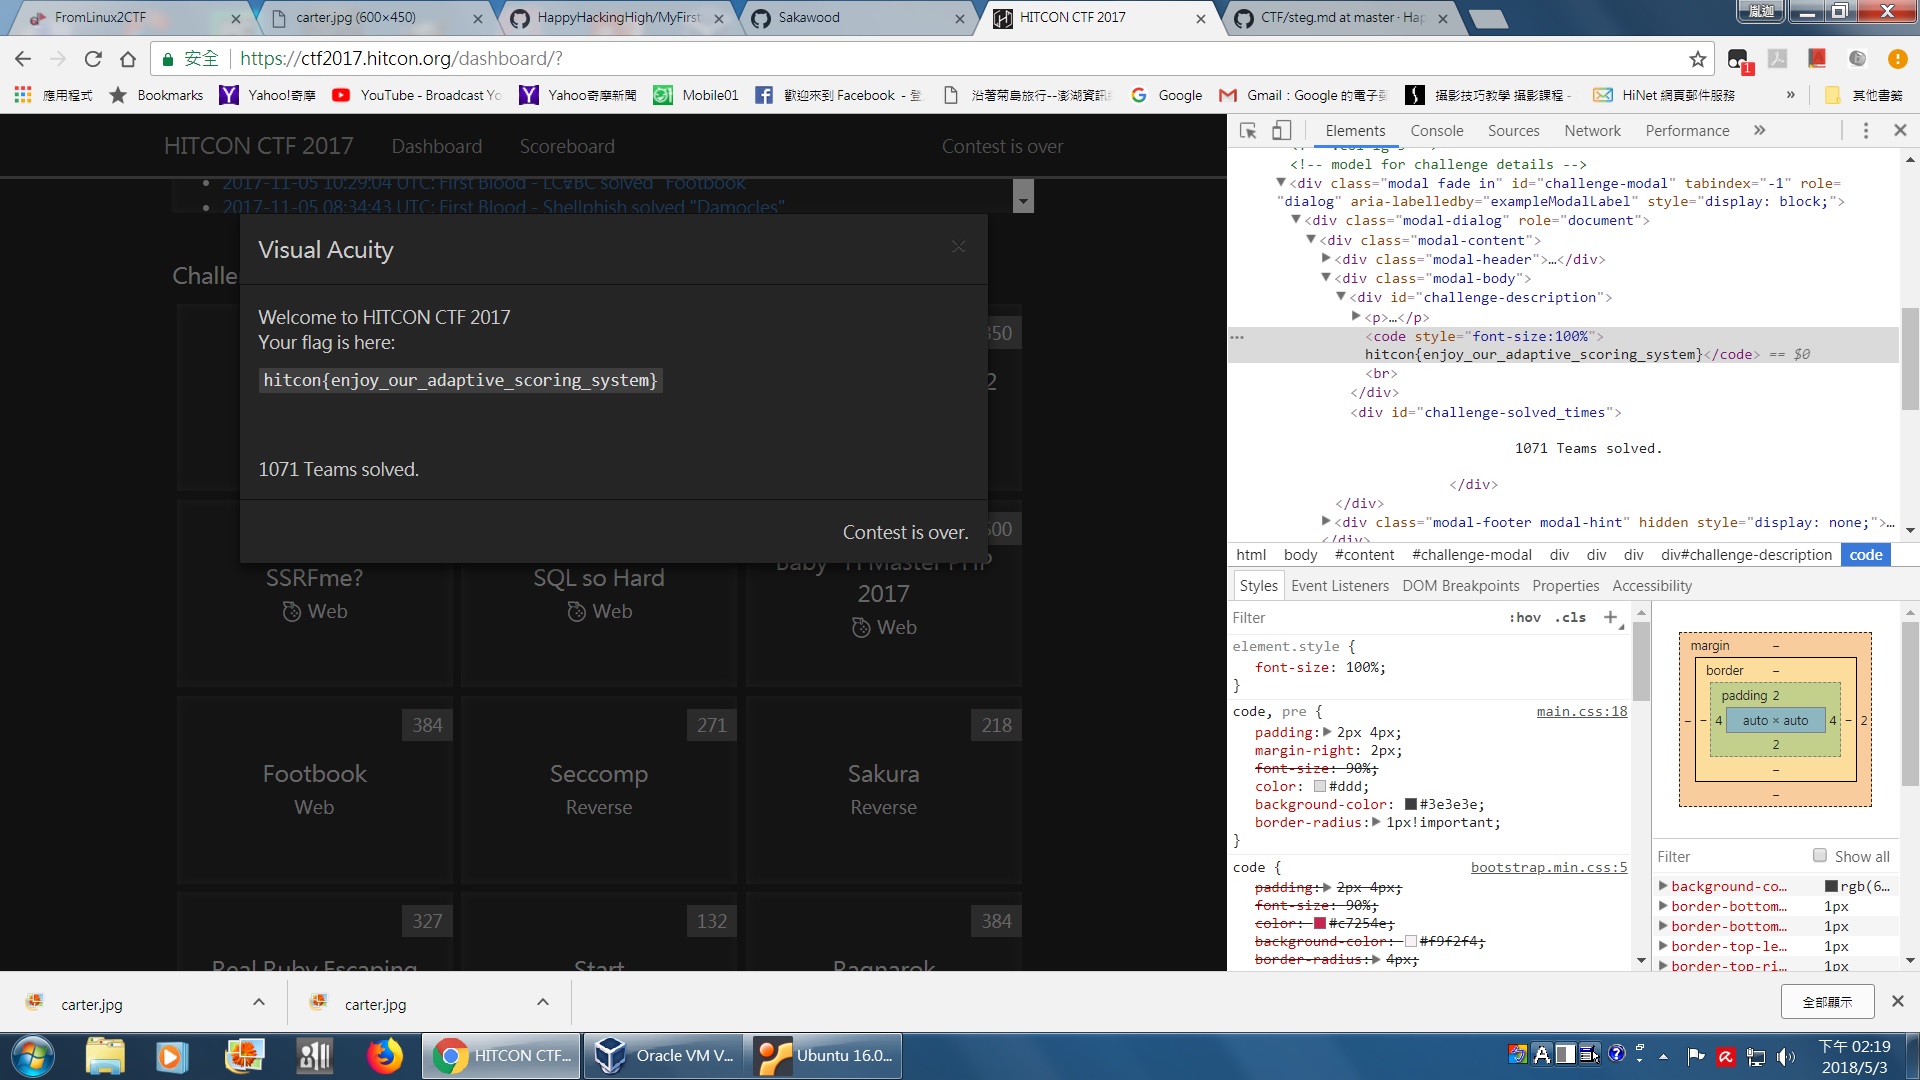 FromLinux2CTF
carter.jpg (600×450)
HappyHackingHigh/MyFirst
Sakawood
HITCON CTF 2017
CTF/steg.md at master · Hap
胤迦
安全
https://ctf2017.hitcon.org/dashboard/?
1
應用程式
Bookmarks
Yahoo!奇摩
YouTube - Broadcast Yo
Yahoo奇摩新聞
Mobile01
歡迎來到 Facebook - 登
沿著菊島旅行--澎湖資訊
Google
Gmail：Google 的電子郵
攝影技巧教學 攝影課程 -
HiNet 網頁郵件服務
»
其他書籤
HITCON CTF 2017
Dashboard
Scoreboard
Contest is over
2017-11-05 10:29:04 UTC: First Blood - LC∀BC solved "Footbook"
2017-11-05 08:34:43 UTC: First Blood - Shellphish solved "Damocles"
Challe
Visual Acuity
×
Welcome to HITCON CTF 2017
Your flag is here:
hitcon{enjoy_our_adaptive_scoring_system}
1071 Teams solved.
Contest is over.
350
2
500
SSRFme?
Web
SQL so Hard
Web
Baby^H Master PHP
2017
Web
384
Footbook
Web
271
Seccomp
Reverse
218
Sakura
Reverse
327
Real Ruby Escaping
132
Start
384
Ragnarok
Elements
Console
Sources
Network
Performance
»
<!-- model for challenge details -->
<div class="modal fade in" id="challenge-modal" tabindex="-1" role=
"dialog" aria-labelledby="exampleModalLabel" style="display: block;">
<div class="modal-dialog" role="document">
<div class="modal-content">
<div class="modal-header">…</div>
<div class="modal-body">
<div id="challenge-description">
<p>…</p>
<code style="font-size:100%">
hitcon{enjoy_our_adaptive_scoring_system}</code> == $0
<br>
</div>
<div id="challenge-solved_times">
1071 Teams solved.
</div>
</div>
<div class="modal-footer modal-hint" hidden style="display: none;">…
</div>
html
body
#content
#challenge-modal
div
div
div
div#challenge-description
code
Styles
Event Listeners
DOM Breakpoints
Properties
Accessibility
Filter
:hov
.cls
+
element.style {
font-size: 100%;
}
code, pre {
main.css:18
padding: 2px 4px;
margin-right: 2px;
font-size: 90%;
color: #ddd;
background-color: #3e3e3e;
border-radius: 1px!important;
}
code {
bootstrap.min.css:5
padding: 2px 4px;
font-size: 90%;
color: #c7254e;
background-color: #f9f2f4;
border-radius: 4px;
margin
–
border
–
padding 2
– – 4 auto × auto 4 – 2
2
–
–
Filter
Show all
background-co…
rgb(6…
border-bottom…
1px
border-bottom…
1px
border-top-le…
1px
border-top-ri…
1px
carter.jpg
carter.jpg
全部顯示
HITCON CTF...
Oracle VM V...
Ubuntu 16.0...
A
下午 02:19
2018/5/3